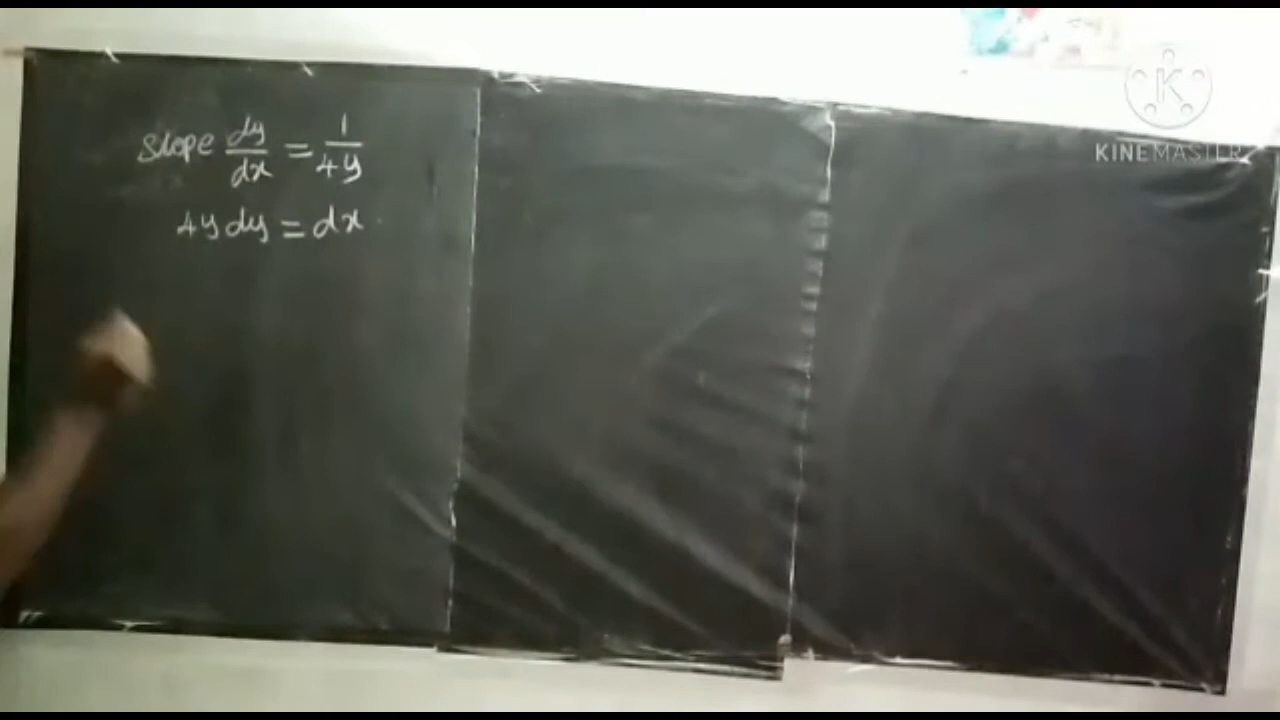 Slope dy/dx = 1/4y
4y dy = dx
KINEMASTER